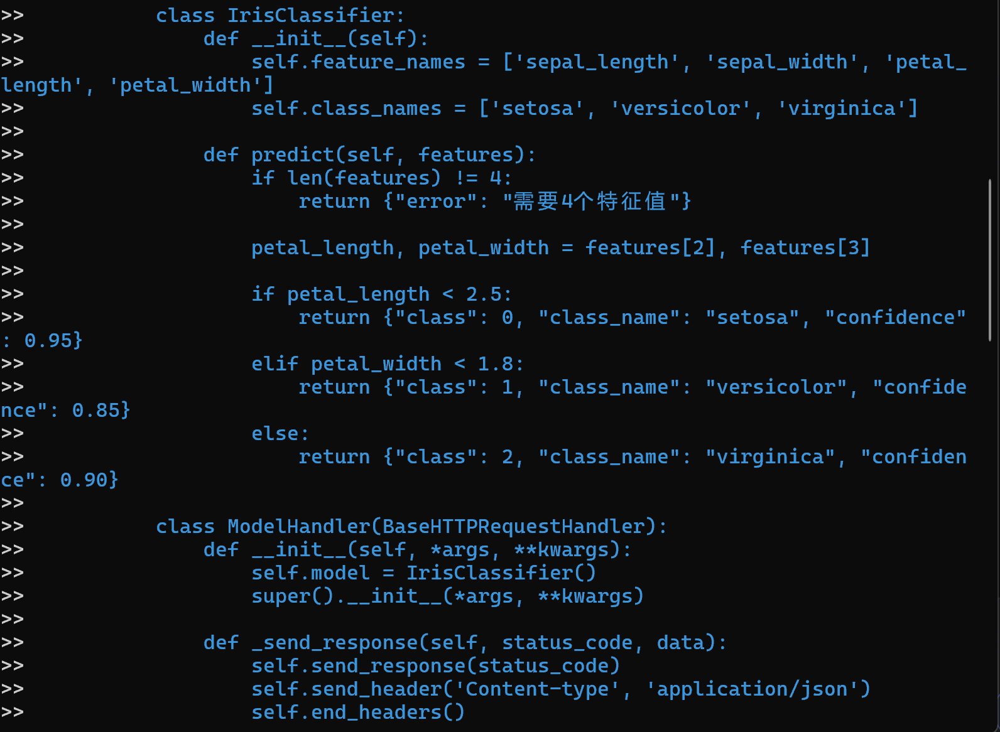 >>           class IrisClassifier:
>>               def __init__(self):
>>                   self.feature_names = ['sepal_length', 'sepal_width', 'petal_
length', 'petal_width']
>>                   self.class_names = ['setosa', 'versicolor', 'virginica']
>>
>>               def predict(self, features):
>>                   if len(features) != 4:
>>                       return {"error": "需要4个特征值"}
>>
>>                   petal_length, petal_width = features[2], features[3]
>>
>>                   if petal_length < 2.5:
>>                       return {"class": 0, "class_name": "setosa", "confidence"
: 0.95}
>>                   elif petal_width < 1.8:
>>                       return {"class": 1, "class_name": "versicolor", "confide
nce": 0.85}
>>                   else:
>>                       return {"class": 2, "class_name": "virginica", "confiden
ce": 0.90}
>>
>>           class ModelHandler(BaseHTTPRequestHandler):
>>               def __init__(self, *args, **kwargs):
>>                   self.model = IrisClassifier()
>>                   super().__init__(*args, **kwargs)
>>
>>               def _send_response(self, status_code, data):
>>                   self.send_response(status_code)
>>                   self.send_header('Content-type', 'application/json')
>>                   self.end_headers()